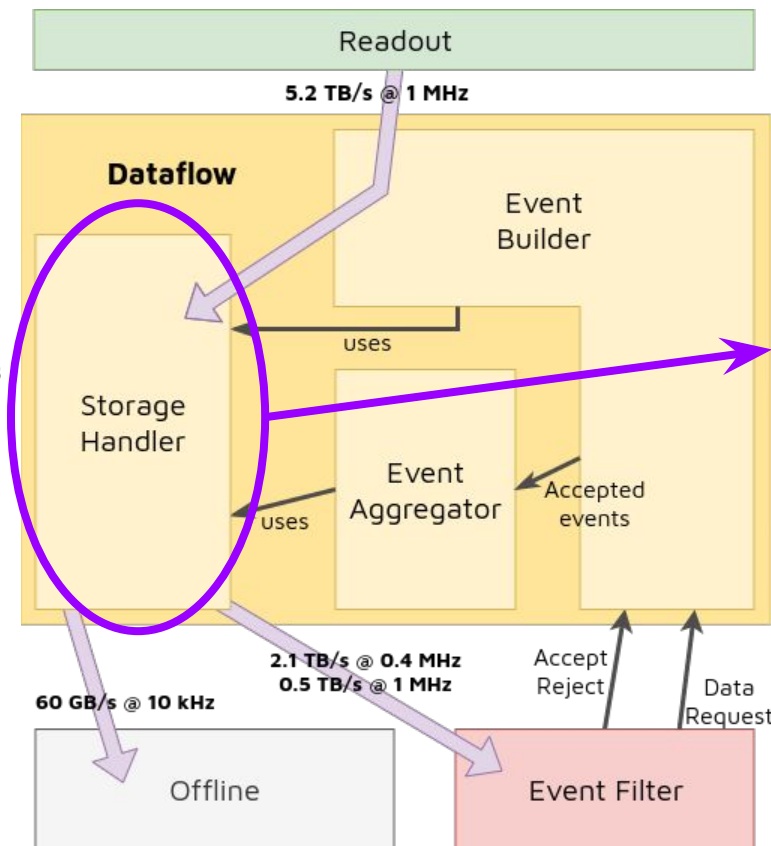 Readout
5.2 TB/s @ 1 MHz
Dataflow
Event
Builder
uses
Storage
Handler
Event
Aggregator
Accepted
events
uses
2.1 TB/s @ 0.4 MHz
0.5 TB/s @ 1 MHz
Accept
Reject
60 GB/s @ 10 kHz
Data
Request
Offline
Event Filter